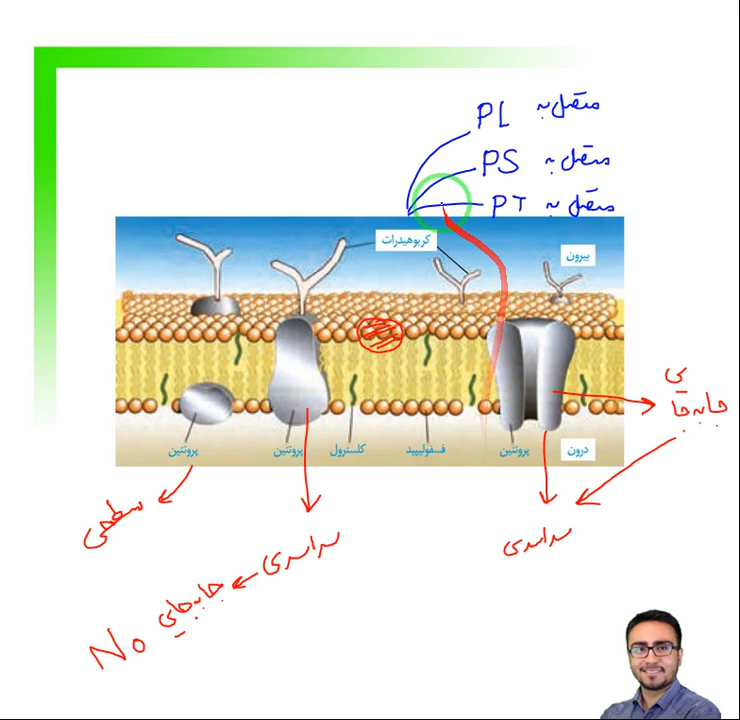 متصل به PL
متصل به PS
متصل به PT
کربوهیدرات
بیرون
جابه‌جایی
پروتئین
پروتئین
کلسترول
فسفولیپید
پروتئین
درون
سطحی
سراسری
سراسری
جابه‌جایی
No